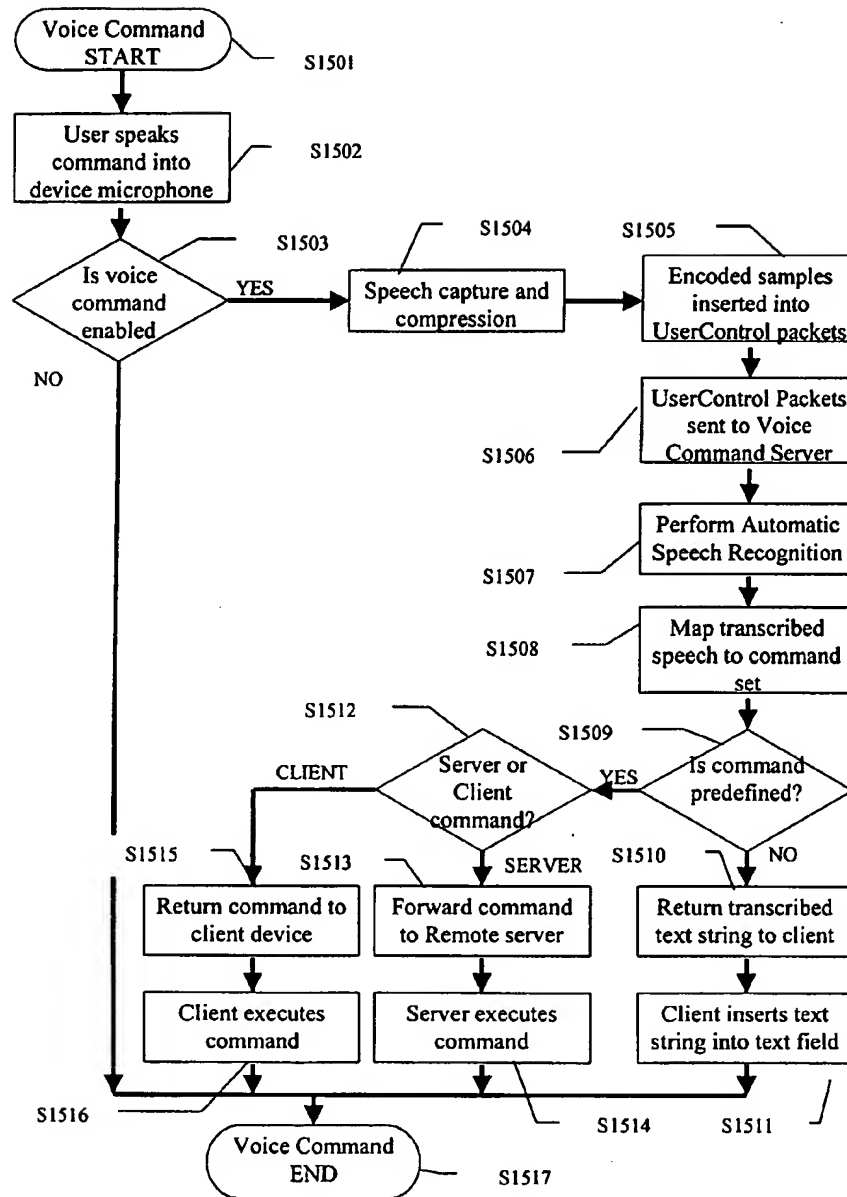 Voice Command
START
S1501
User speaks
command into
device microphone
S1502
S1503
Is voice
command
enabled
YES
NO
S1504
Speech capture and
compression
S1505
Encoded samples
inserted into
UserControl packets
UserControl Packets
sent to Voice
Command Server
S1506
Perform Automatic
Speech Recognition
S1507
Map transcribed
speech to command
set
S1508
S1509
Is command
predefined?
YES
NO
S1512
Server or
Client
command?
CLIENT
SERVER
S1515
Return command to
client device
S1513
Forward command
to Remote server
S1510
Return transcribed
text string to client
Client executes
command
S1516
Server executes
command
S1514
Client inserts text
string into text field
S1511
Voice Command
END
S1517